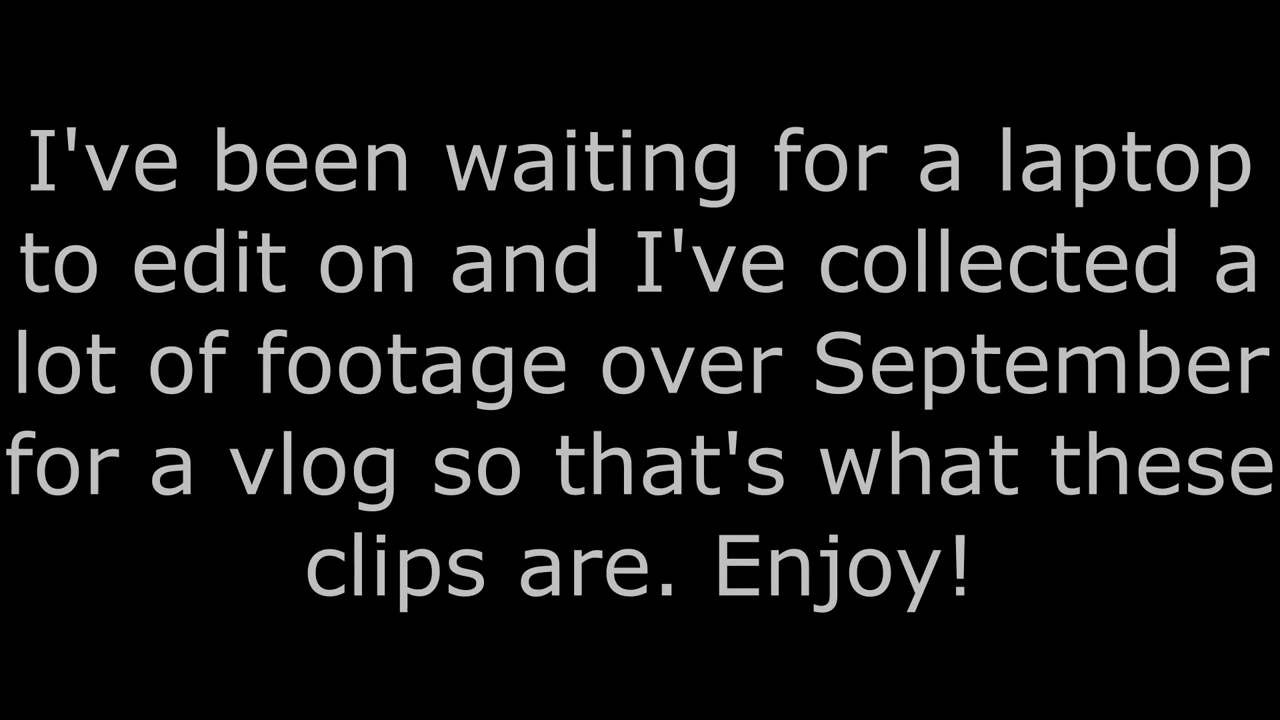 I've been waiting for a laptop
to edit on and I've collected a
lot of footage over September
for a vlog so that's what these
clips are. Enjoy!